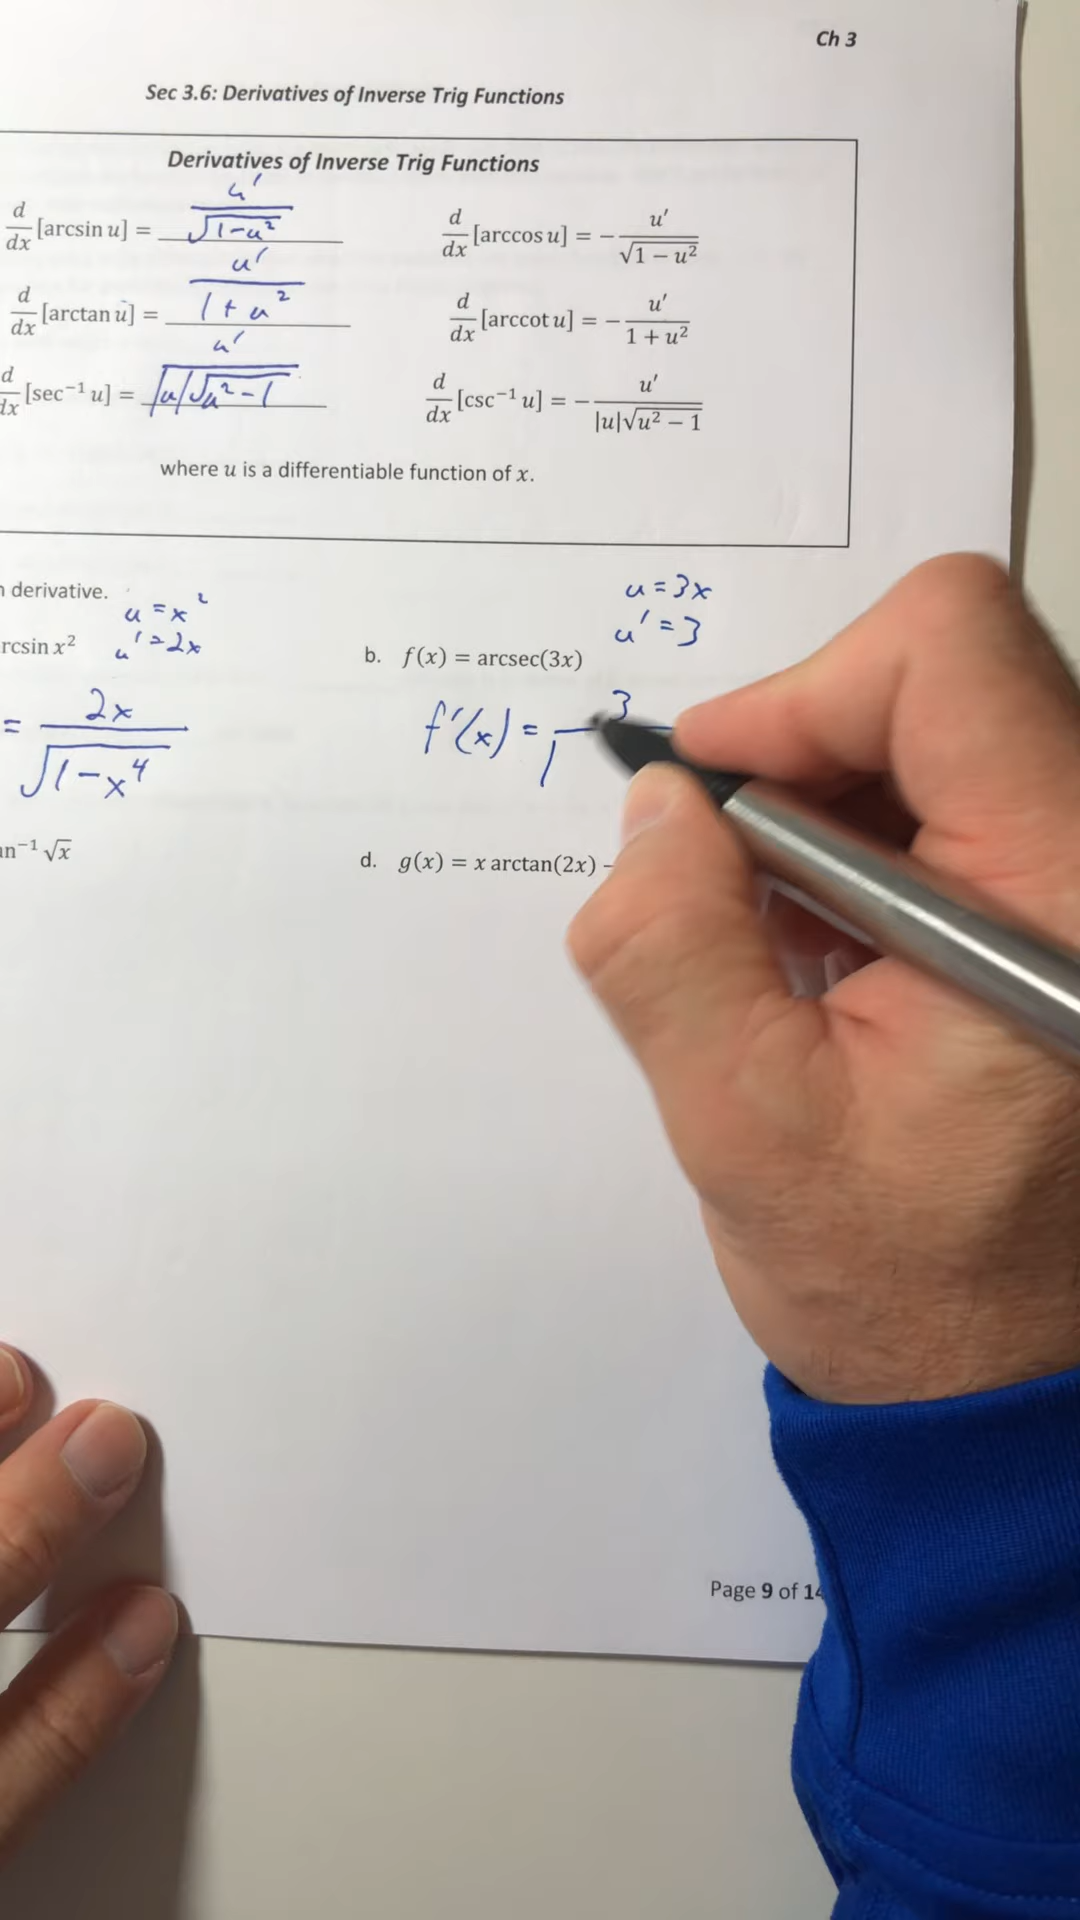 Ch 3
Sec 3.6: Derivatives of Inverse Trig Functions
Derivatives of Inverse Trig Functions
d/dx [arcsin u] = u'/√(1-u²)
d/dx [arccos u] = − u'/√(1 − u²)
d/dx [arctan u] = u'/(1+u²)
d/dx [arccot u] = − u'/(1 + u²)
d/dx [sec⁻¹ u] = u'/(|u|√(u²-1))
d/dx [csc⁻¹ u] = − u'/(|u|√(u² − 1))
where u is a differentiable function of x.
derivative.
u = x²
u' = 2x
rcsin x²
u = 3x
u' = 3
b. f(x) = arcsec(3x)
= 2x/√(1-x⁴)
f'(x) = 3/|
an⁻¹ √x
d. g(x) = x arctan(2x) −
Page 9 of 14